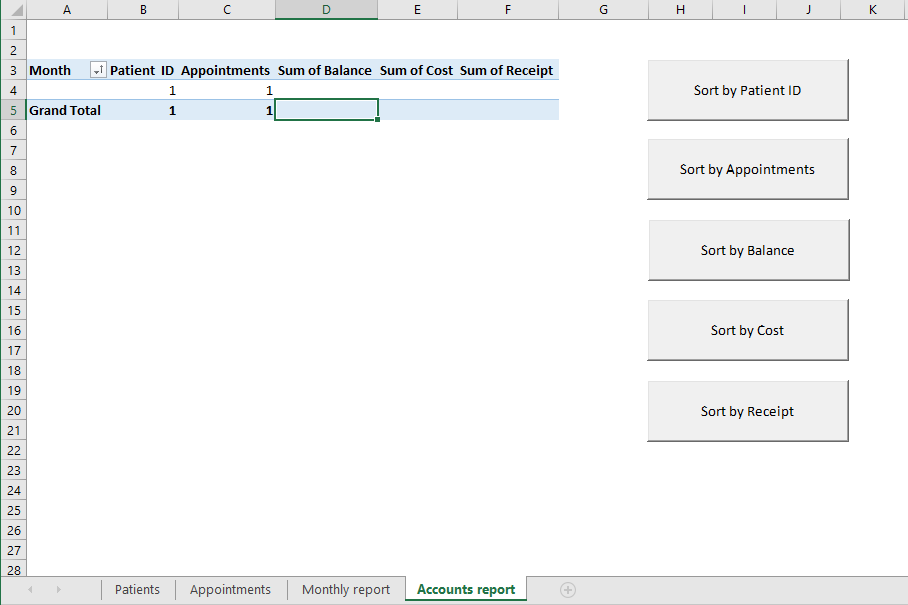 A B C D E F G H I J K
1
2
3 Month Patient ID Appointments Sum of Balance Sum of Cost Sum of Receipt
4 1 1
Sort by Patient ID
5 Grand Total 1 1
6
7
8 Sort by Appointments
9
10
11
12 Sort by Balance
13
14
15
16 Sort by Cost
17
18
19
20 Sort by Receipt
21
22
23
24
25
26
27
28
Patients Appointments Monthly report Accounts report